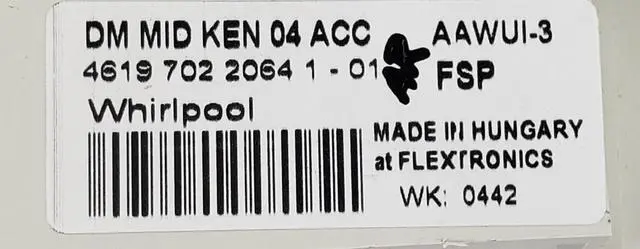 DM MID KEN 04 ACC
4619 702 2064 1 - 01
Whirlpool
AAWUI-3
FSP
MADE IN HUNGARY
at FLEXTRONICS
WK: 0442